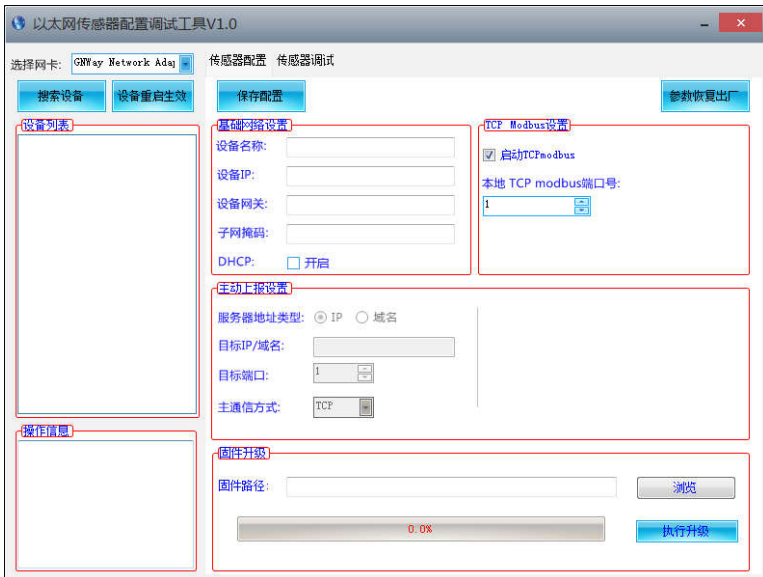 以太网传感器配置调试工具V1.0
选择网卡: GNWay Network Adaj
传感器配置 传感器调试
搜索设备 设备重启生效
保存配置 参数恢复出厂
设备列表
基础网络设置
设备名称:
设备IP:
设备网关:
子网掩码:
DHCP: 开启
TCP Modbus设置
启动TCPmodbus
本地 TCP modbus端口号:
1
主动上报设置
服务器地址类型: IP 域名
目标IP/域名:
目标端口: 1
主通信方式: TCP
操作信息
固件升级
固件路径: 浏览
0.0% 执行升级